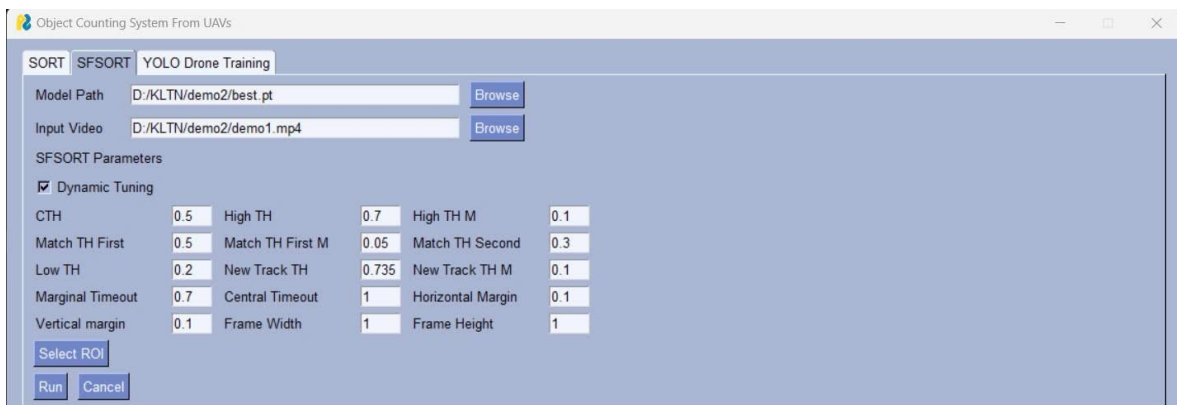 Object Counting System From UAVs
SORT SFSORT YOLO Drone Training
Model Path D:/KLTN/demo2/best.pt Browse
Input Video D:/KLTN/demo2/demo1.mp4 Browse
SFSORT Parameters
Dynamic Tuning
CTH 0.5 High TH 0.7 High TH M 0.1
Match TH First 0.5 Match TH First M 0.05 Match TH Second 0.3
Low TH 0.2 New Track TH 0.735 New Track TH M 0.1
Marginal Timeout 0.7 Central Timeout 1 Horizontal Margin 0.1
Vertical margin 0.1 Frame Width 1 Frame Height 1
Select ROI
Run Cancel